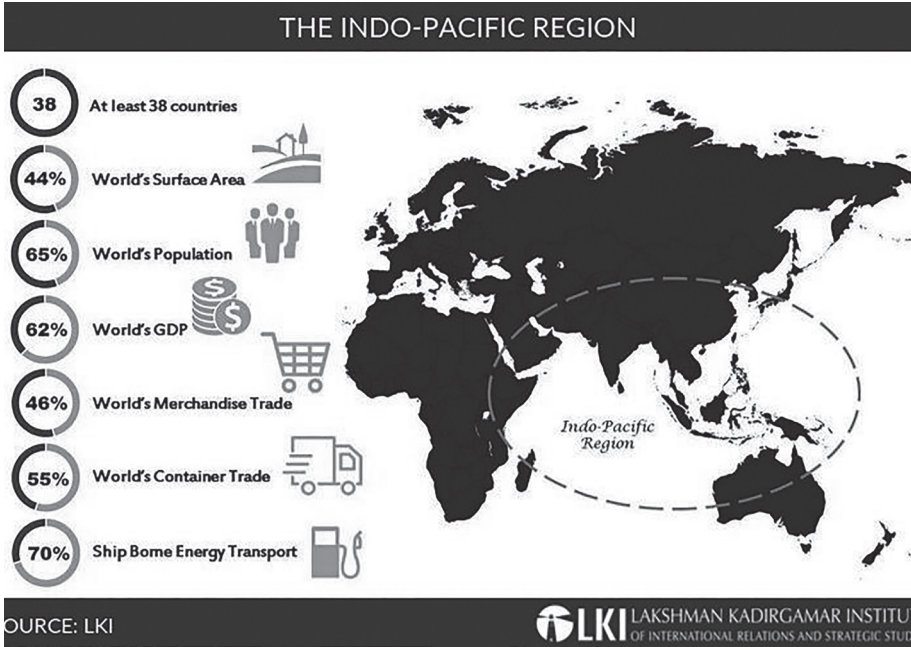 THE INDO-PACIFIC REGION
38
At least 38 countries
44%
World's Surface Area
65%
World's Population
62%
World's GDP
46%
World's Merchandise Trade
55%
World's Container Trade
70%
Ship Borne Energy Transport
Indo-Pacific
Region
OURCE: LKI
LKI
LAKSHMAN KADIRGAMAR INSTITU
OF INTERNATIONAL RELATIONS AND STRATEGIC STUD